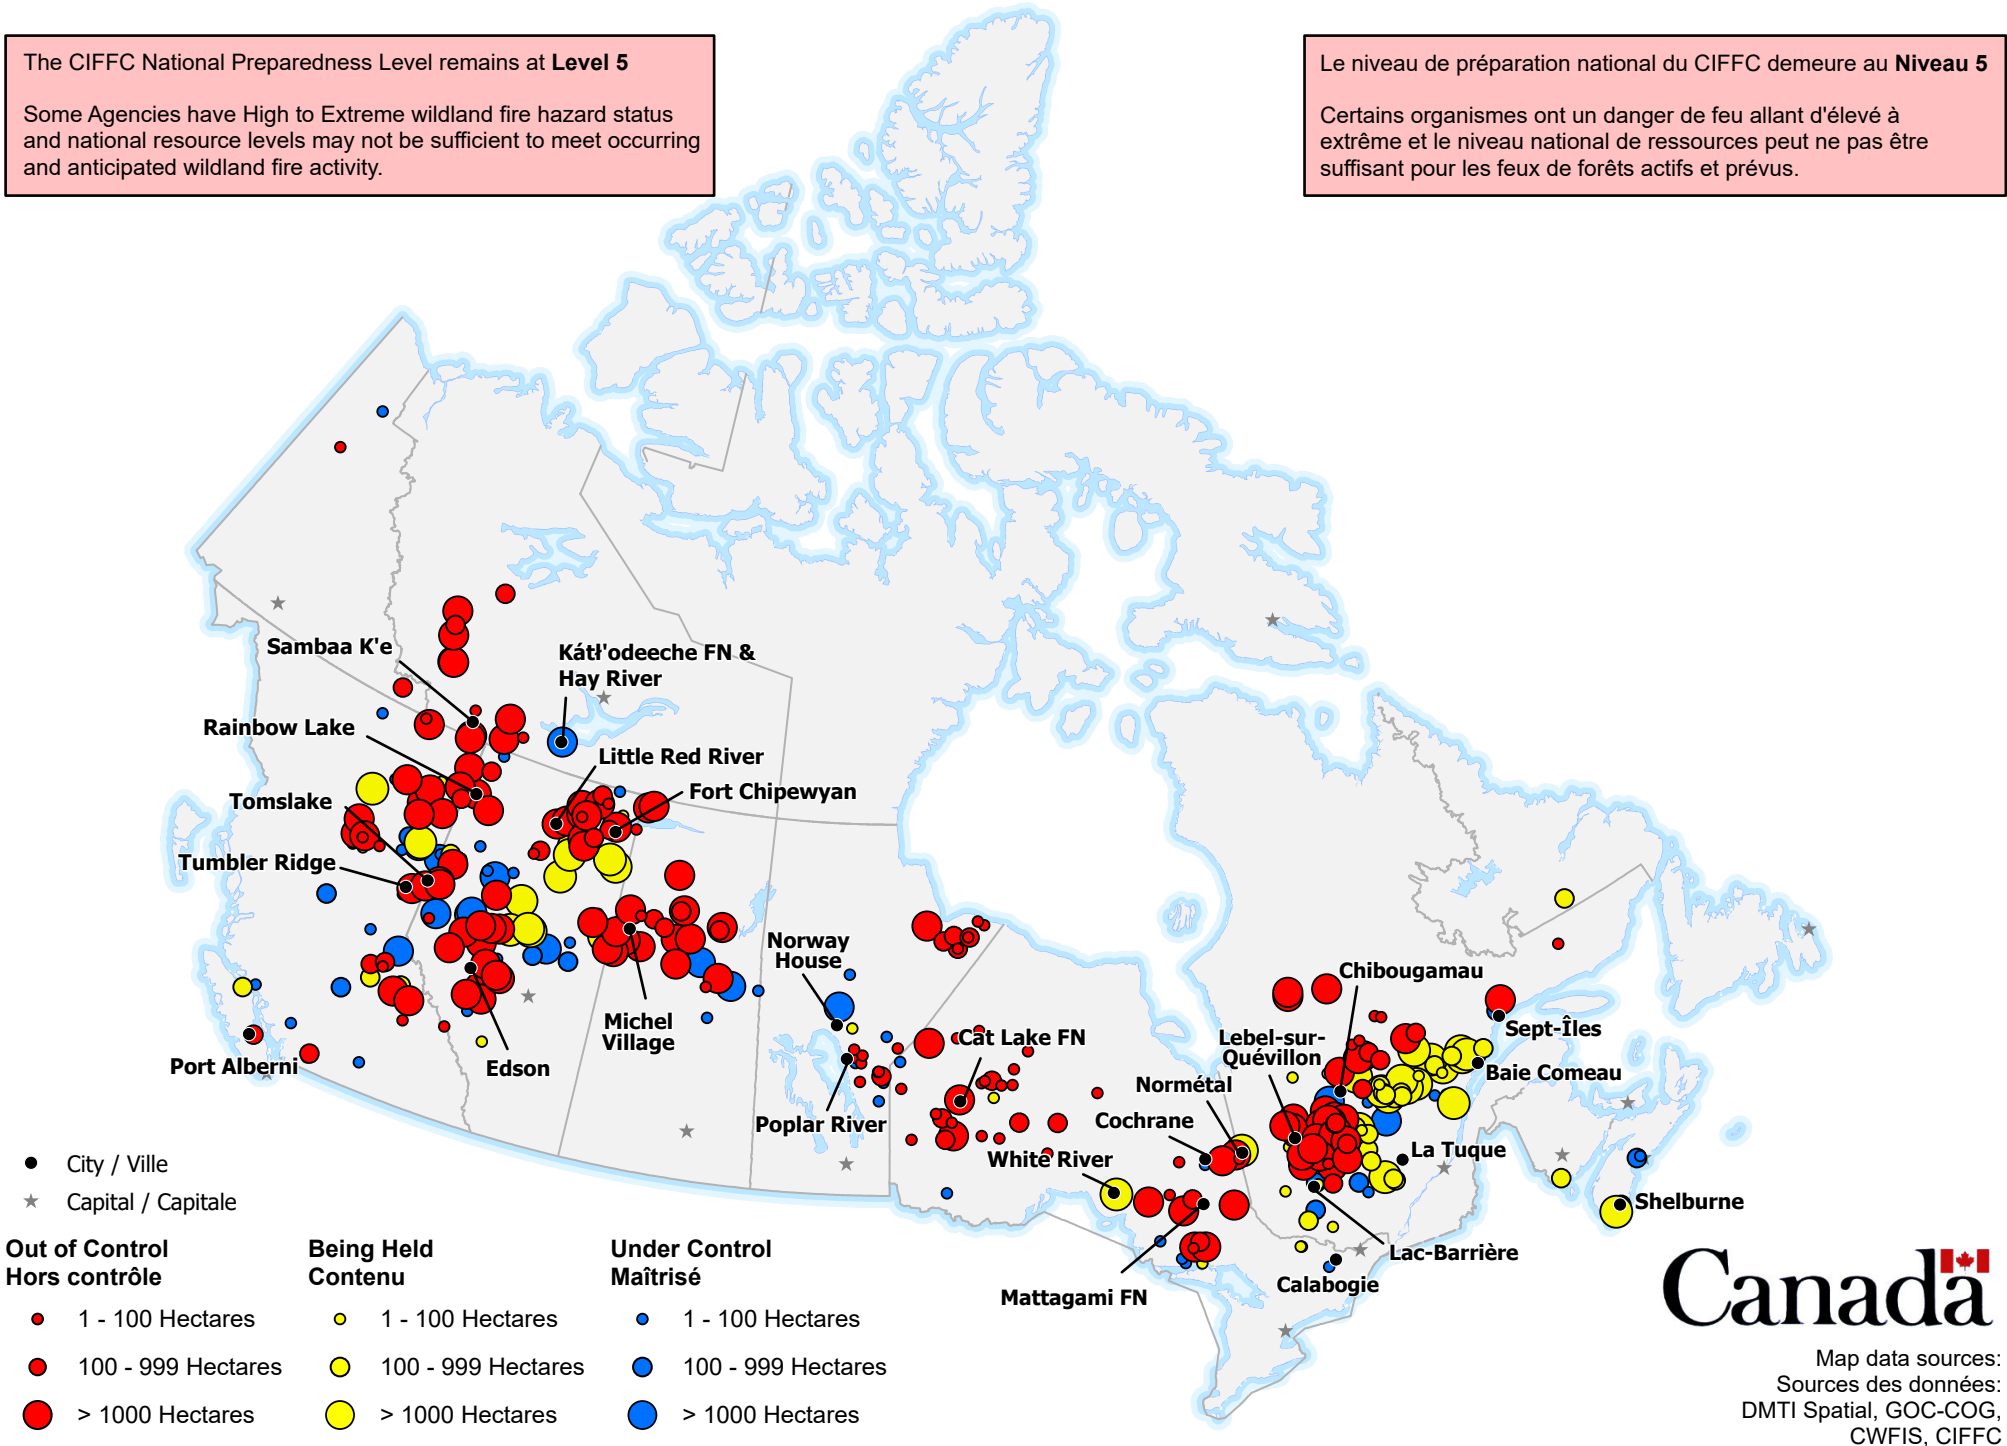 The CIFFC National Preparedness Level remains at Level 5
Some Agencies have High to Extreme wildland fire hazard status
and national resource levels may not be sufficient to meet occurring
and anticipated wildland fire activity.
Le niveau de préparation national du CIFFC demeure au Niveau 5
Certains organismes ont un danger de feu allant d'élevé à
extrême et le niveau national de ressources peut ne pas être
suffisant pour les feux de forêts actifs et prévus.
Sambaa K'e
Kátł'odeeche FN &
Hay River
Rainbow Lake
Little Red River
Tomslake
Fort Chipewyan
Tumbler Ridge
Norway
House
Chibougamau
Michel
Village
Cat Lake FN
Lebel-sur-
Quévillon
Sept-Îles
Port Alberni
Edson
Baie Comeau
Normétal
Poplar River
Cochrane
White River
La Tuque
Shelburne
Lac-Barrière
Mattagami FN
Calabogie
City / Ville
Capital / Capitale
Out of Control
Hors contrôle
1 - 100 Hectares
100 - 999 Hectares
> 1000 Hectares
Being Held
Contenu
1 - 100 Hectares
100 - 999 Hectares
> 1000 Hectares
Under Control
Maîtrisé
1 - 100 Hectares
100 - 999 Hectares
> 1000 Hectares
Canada
Map data sources:
Sources des données:
DMTI Spatial, GOC-COG,
CWFIS, CIFFC